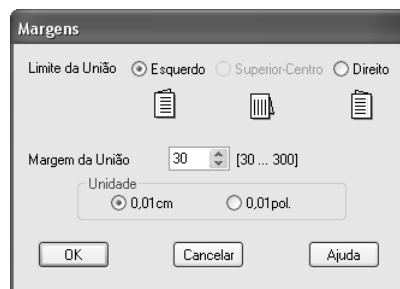 Margens
Limite da União Esquerdo Superior-Centro Direito
Margem da União 30 [30 ... 300]
Unidade
0,01cm 0,01pol.
OK Cancelar Ajuda